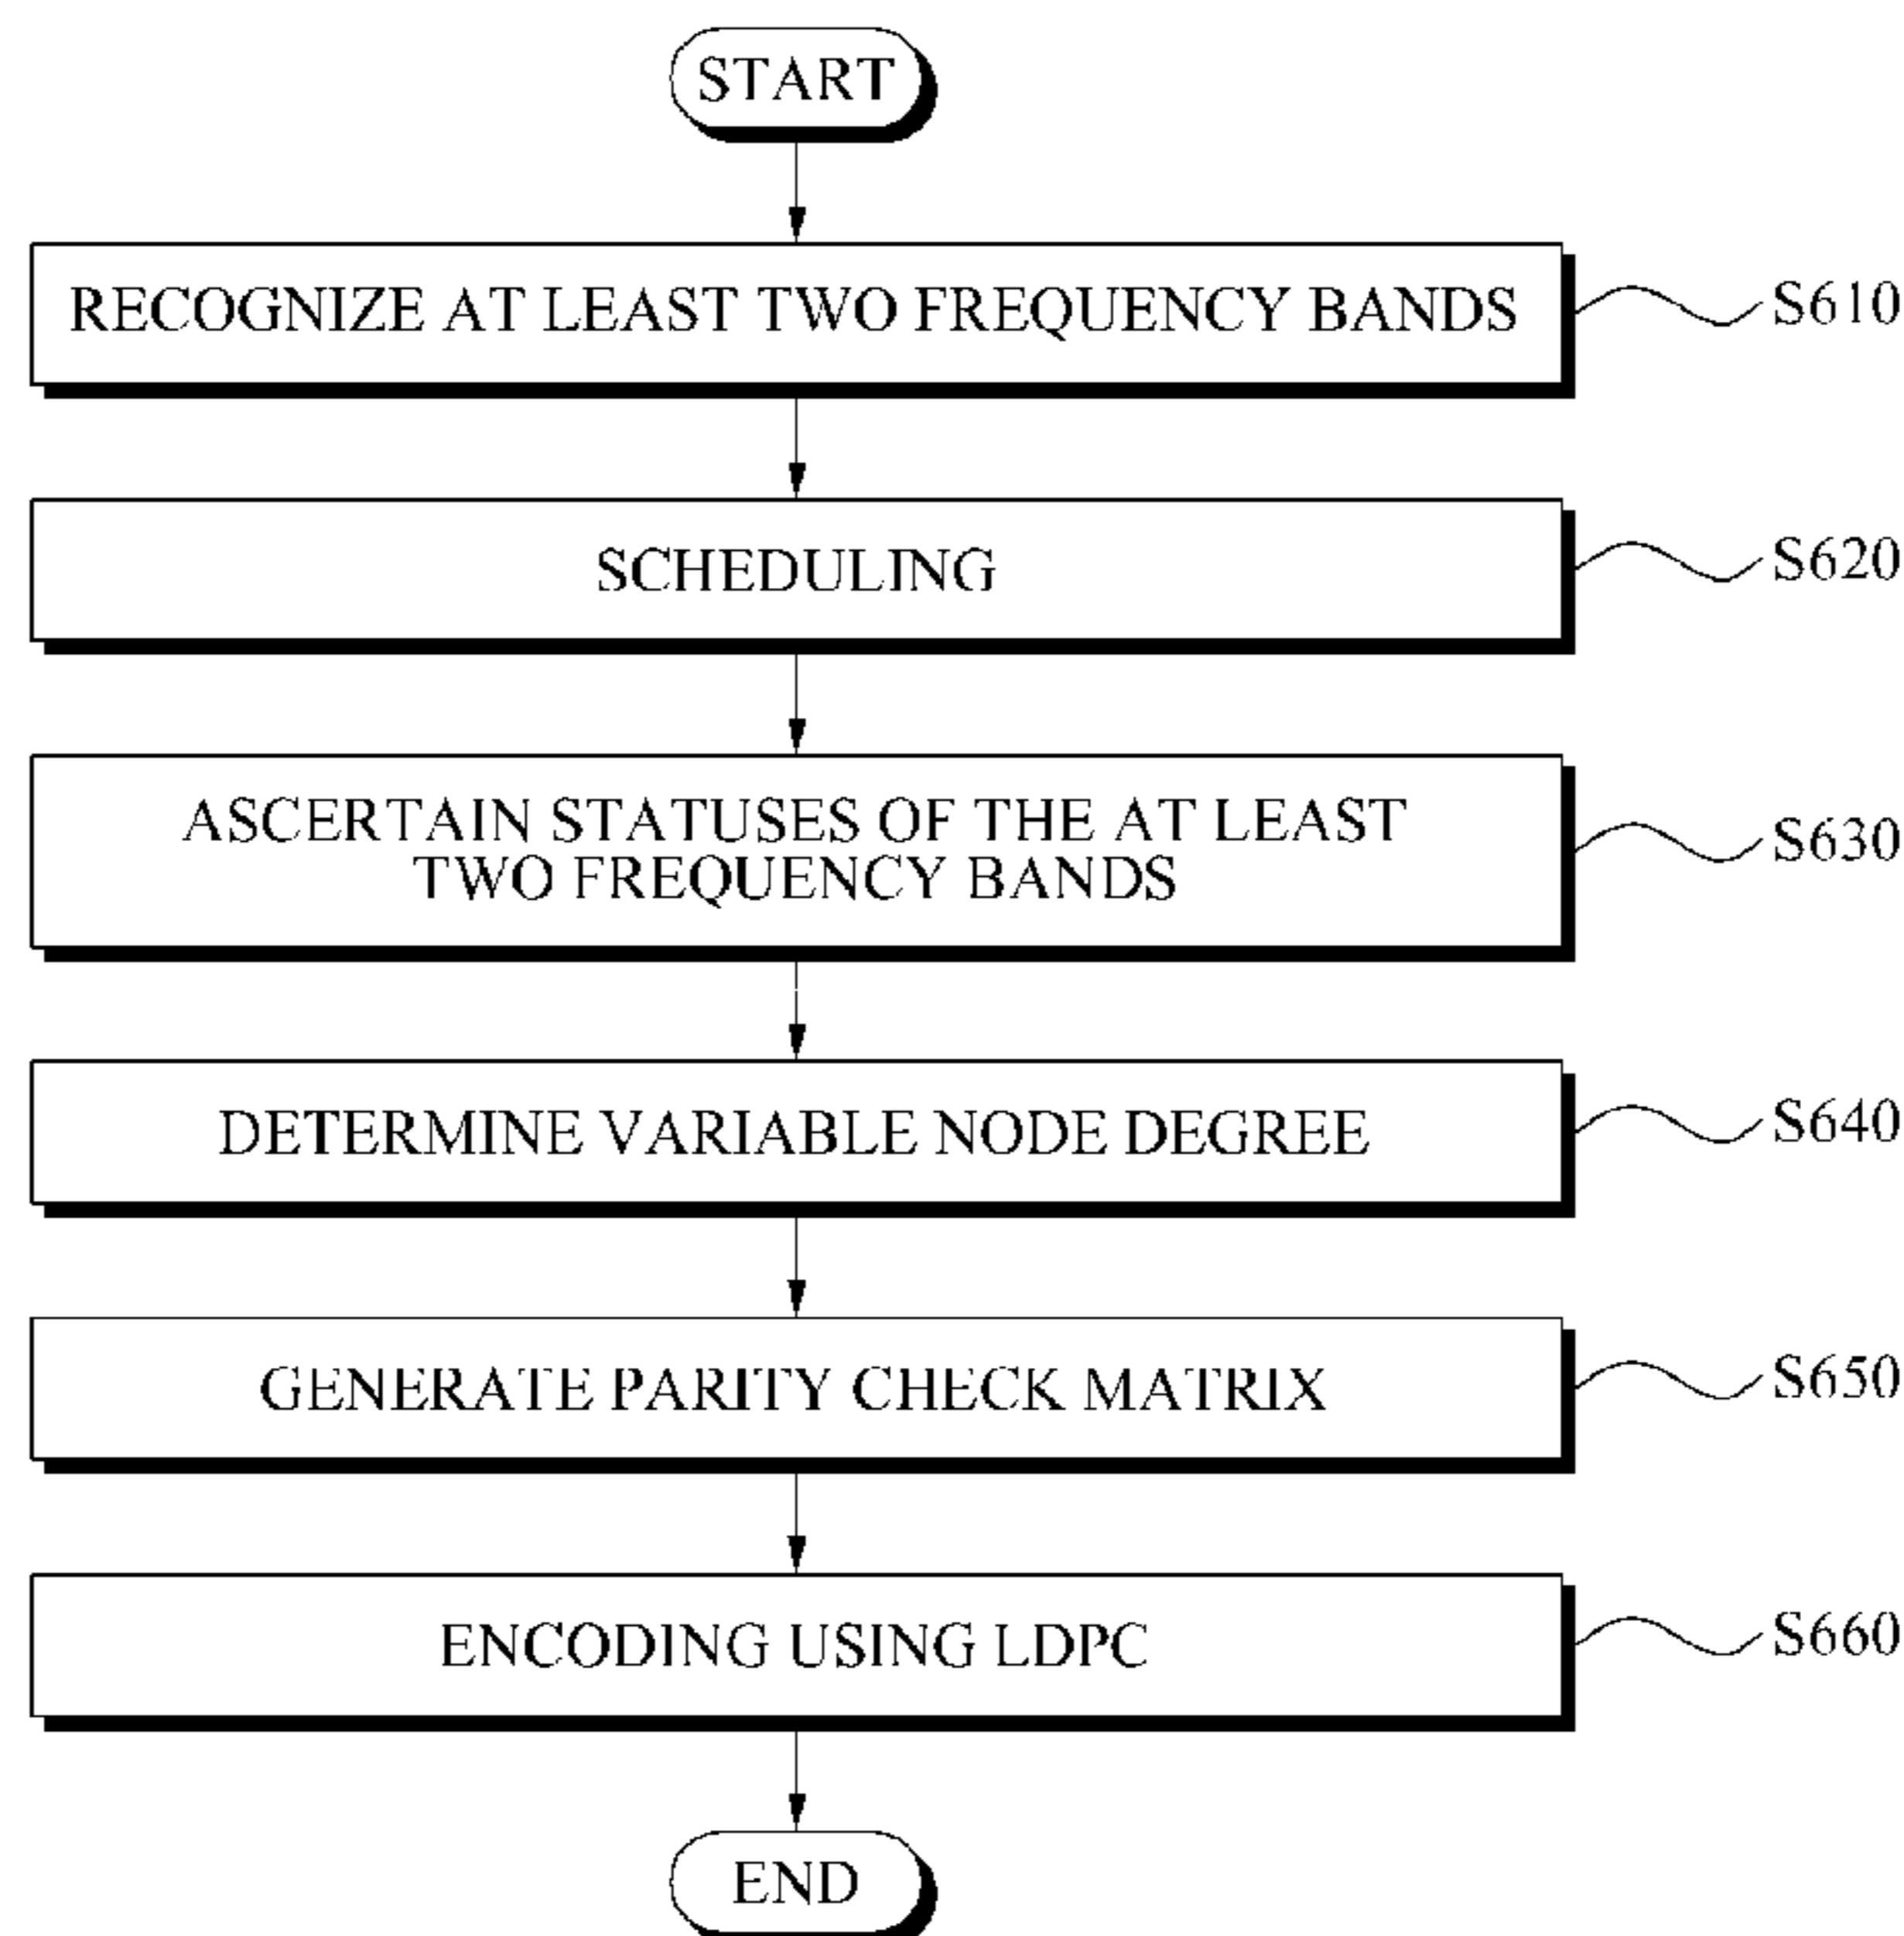 START
RECOGNIZE AT LEAST TWO FREQUENCY BANDS
S610
SCHEDULING
S620
ASCERTAIN STATUSES OF THE AT LEAST
TWO FREQUENCY BANDS
S630
DETERMINE VARIABLE NODE DEGREE
S640
GENERATE PARITY CHECK MATRIX
S650
ENCODING USING LDPC
S660
END